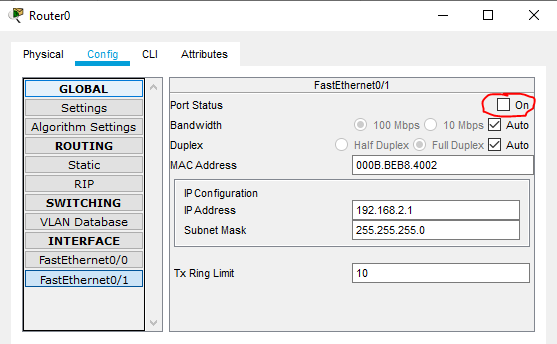 Router0
Physical Config CLI Attributes
GLOBAL
Settings
Algorithm Settings
ROUTING
Static
RIP
SWITCHING
VLAN Database
INTERFACE
FastEthernet0/0
FastEthernet0/1
FastEthernet0/1
Port Status On
Bandwidth 100 Mbps 10 Mbps Auto
Duplex Half Duplex Full Duplex Auto
MAC Address 000B.BEB8.4002
IP Configuration
IP Address 192.168.2.1
Subnet Mask 255.255.255.0
Tx Ring Limit 10